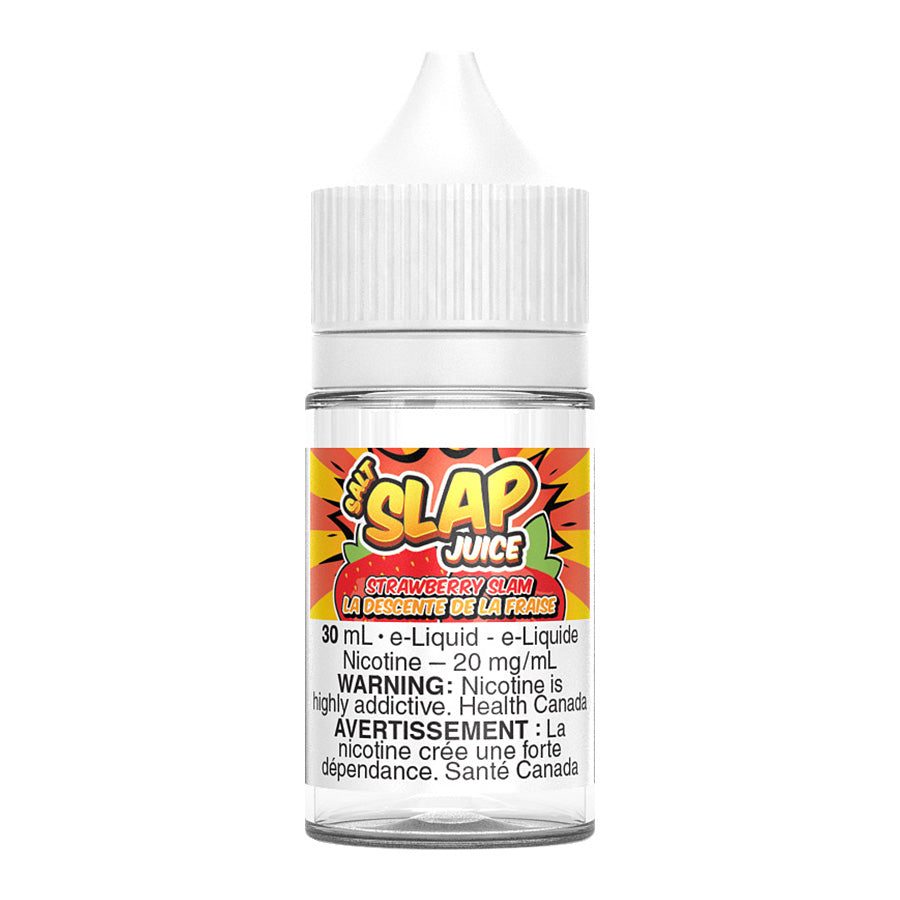 SALT
SLAP
JUICE
STRAWBERRY SLAM
LA DESCENTE DE LA FRAISE
30 mL • e-Liquid - e-Liquide
Nicotine — 20 mg/mL
WARNING: Nicotine is
highly addictive. Health Canada
AVERTISSEMENT : La
nicotine crée une forte
dépendance. Santé Canada